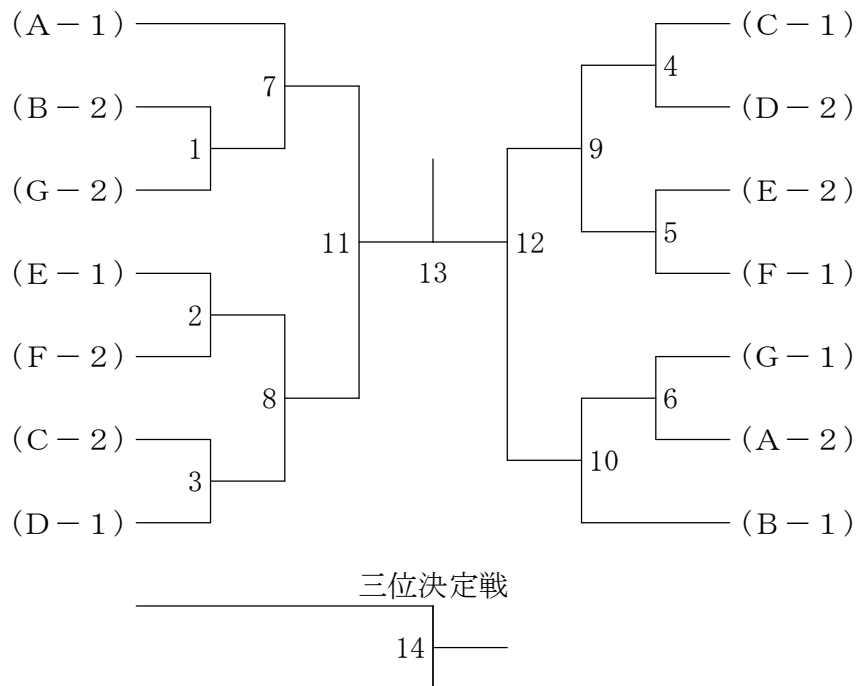 (A－1)
(C－1)
4
7
(B－2)
(D－2)
1
9
(G－2)
(E－2)
5
11
12
(E－1)
13
(F－1)
2
(F－2)
(G－1)
8
6
(C－2)
(A－2)
3
10
(D－1)
(B－1)
三位決定戦
14